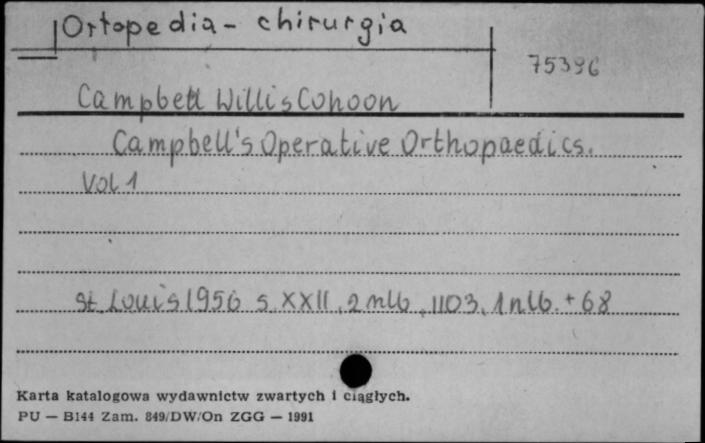 Ortopedia - chirurgia
75396
Campbell Willis Cohoon
Campbell's Operative Orthopaedics.
Vol 1
St. Louis 1956 s. XXII, 2 nlb, 1103, 1 nlb. + 68
Karta katalogowa wydawnictw zwartych i ciągłych.
PU — B144 Zam. 849/DW/On ZGG — 1991